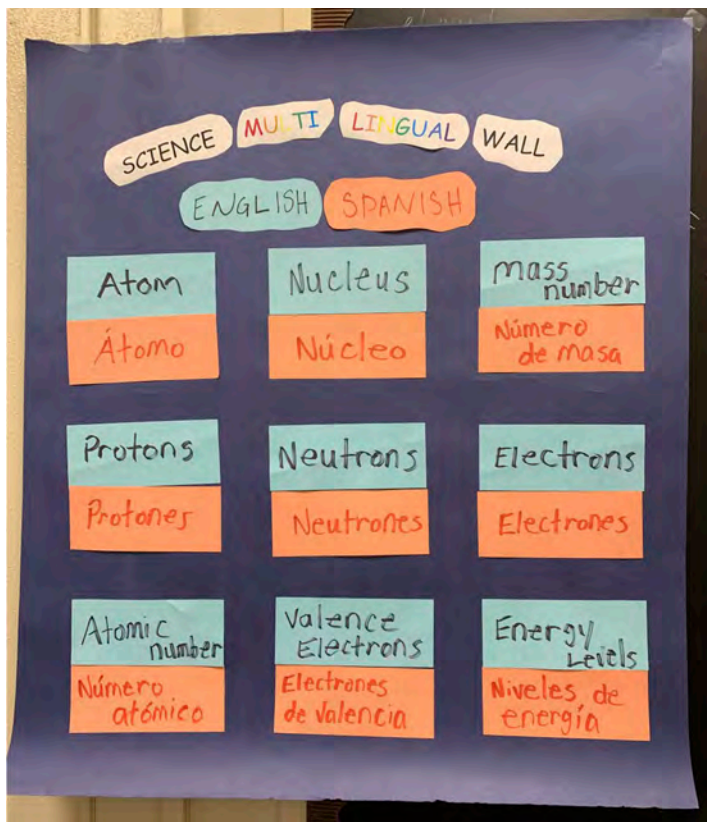 SCIENCE MULTI LINGUAL WALL
ENGLISH SPANISH
Atom
Átomo
Nucleus
Núcleo
Mass
number
Número
de masa
Protons
Protones
Neutrons
Neutrones
Electrons
Electrones
Atomic
number
Número
atómico
Valence
Electrons
Electrones
de Valencia
Energy
Levels
Niveles de
energía